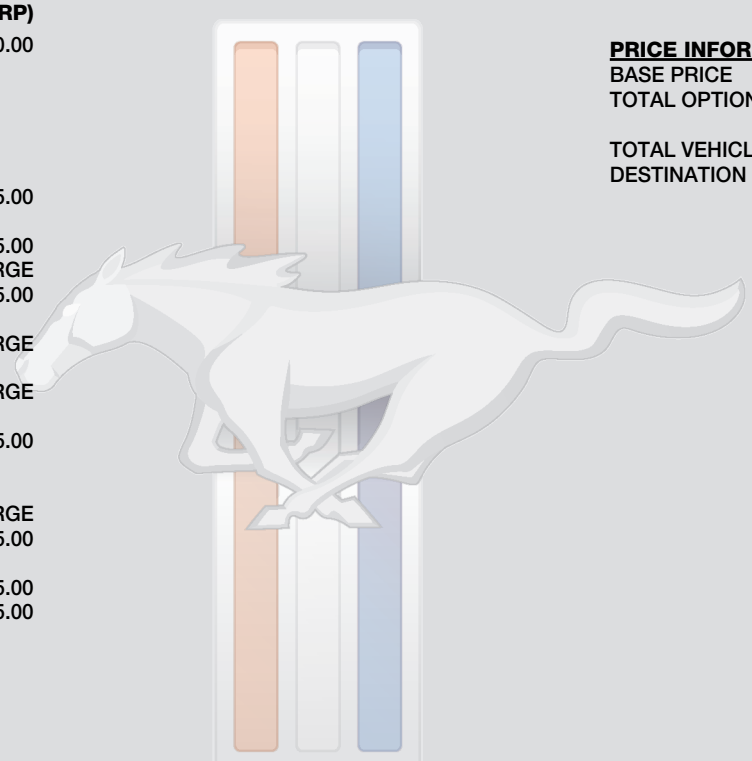 RP)
0.00
5.00
5.00
RGE
5.00
RGE
RGE
5.00
RGE
5.00
5.00
5.00
PRICE INFOR
BASE PRICE
TOTAL OPTION
TOTAL VEHICL
DESTINATION